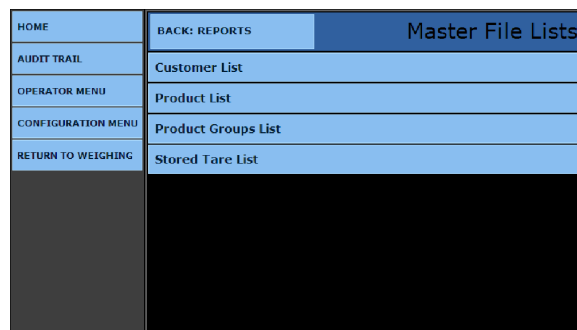 HOME
AUDIT TRAIL
OPERATOR MENU
CONFIGURATION MENU
RETURN TO WEIGHING
BACK: REPORTS
Master File Lists
Customer List
Product List
Product Groups List
Stored Tare List